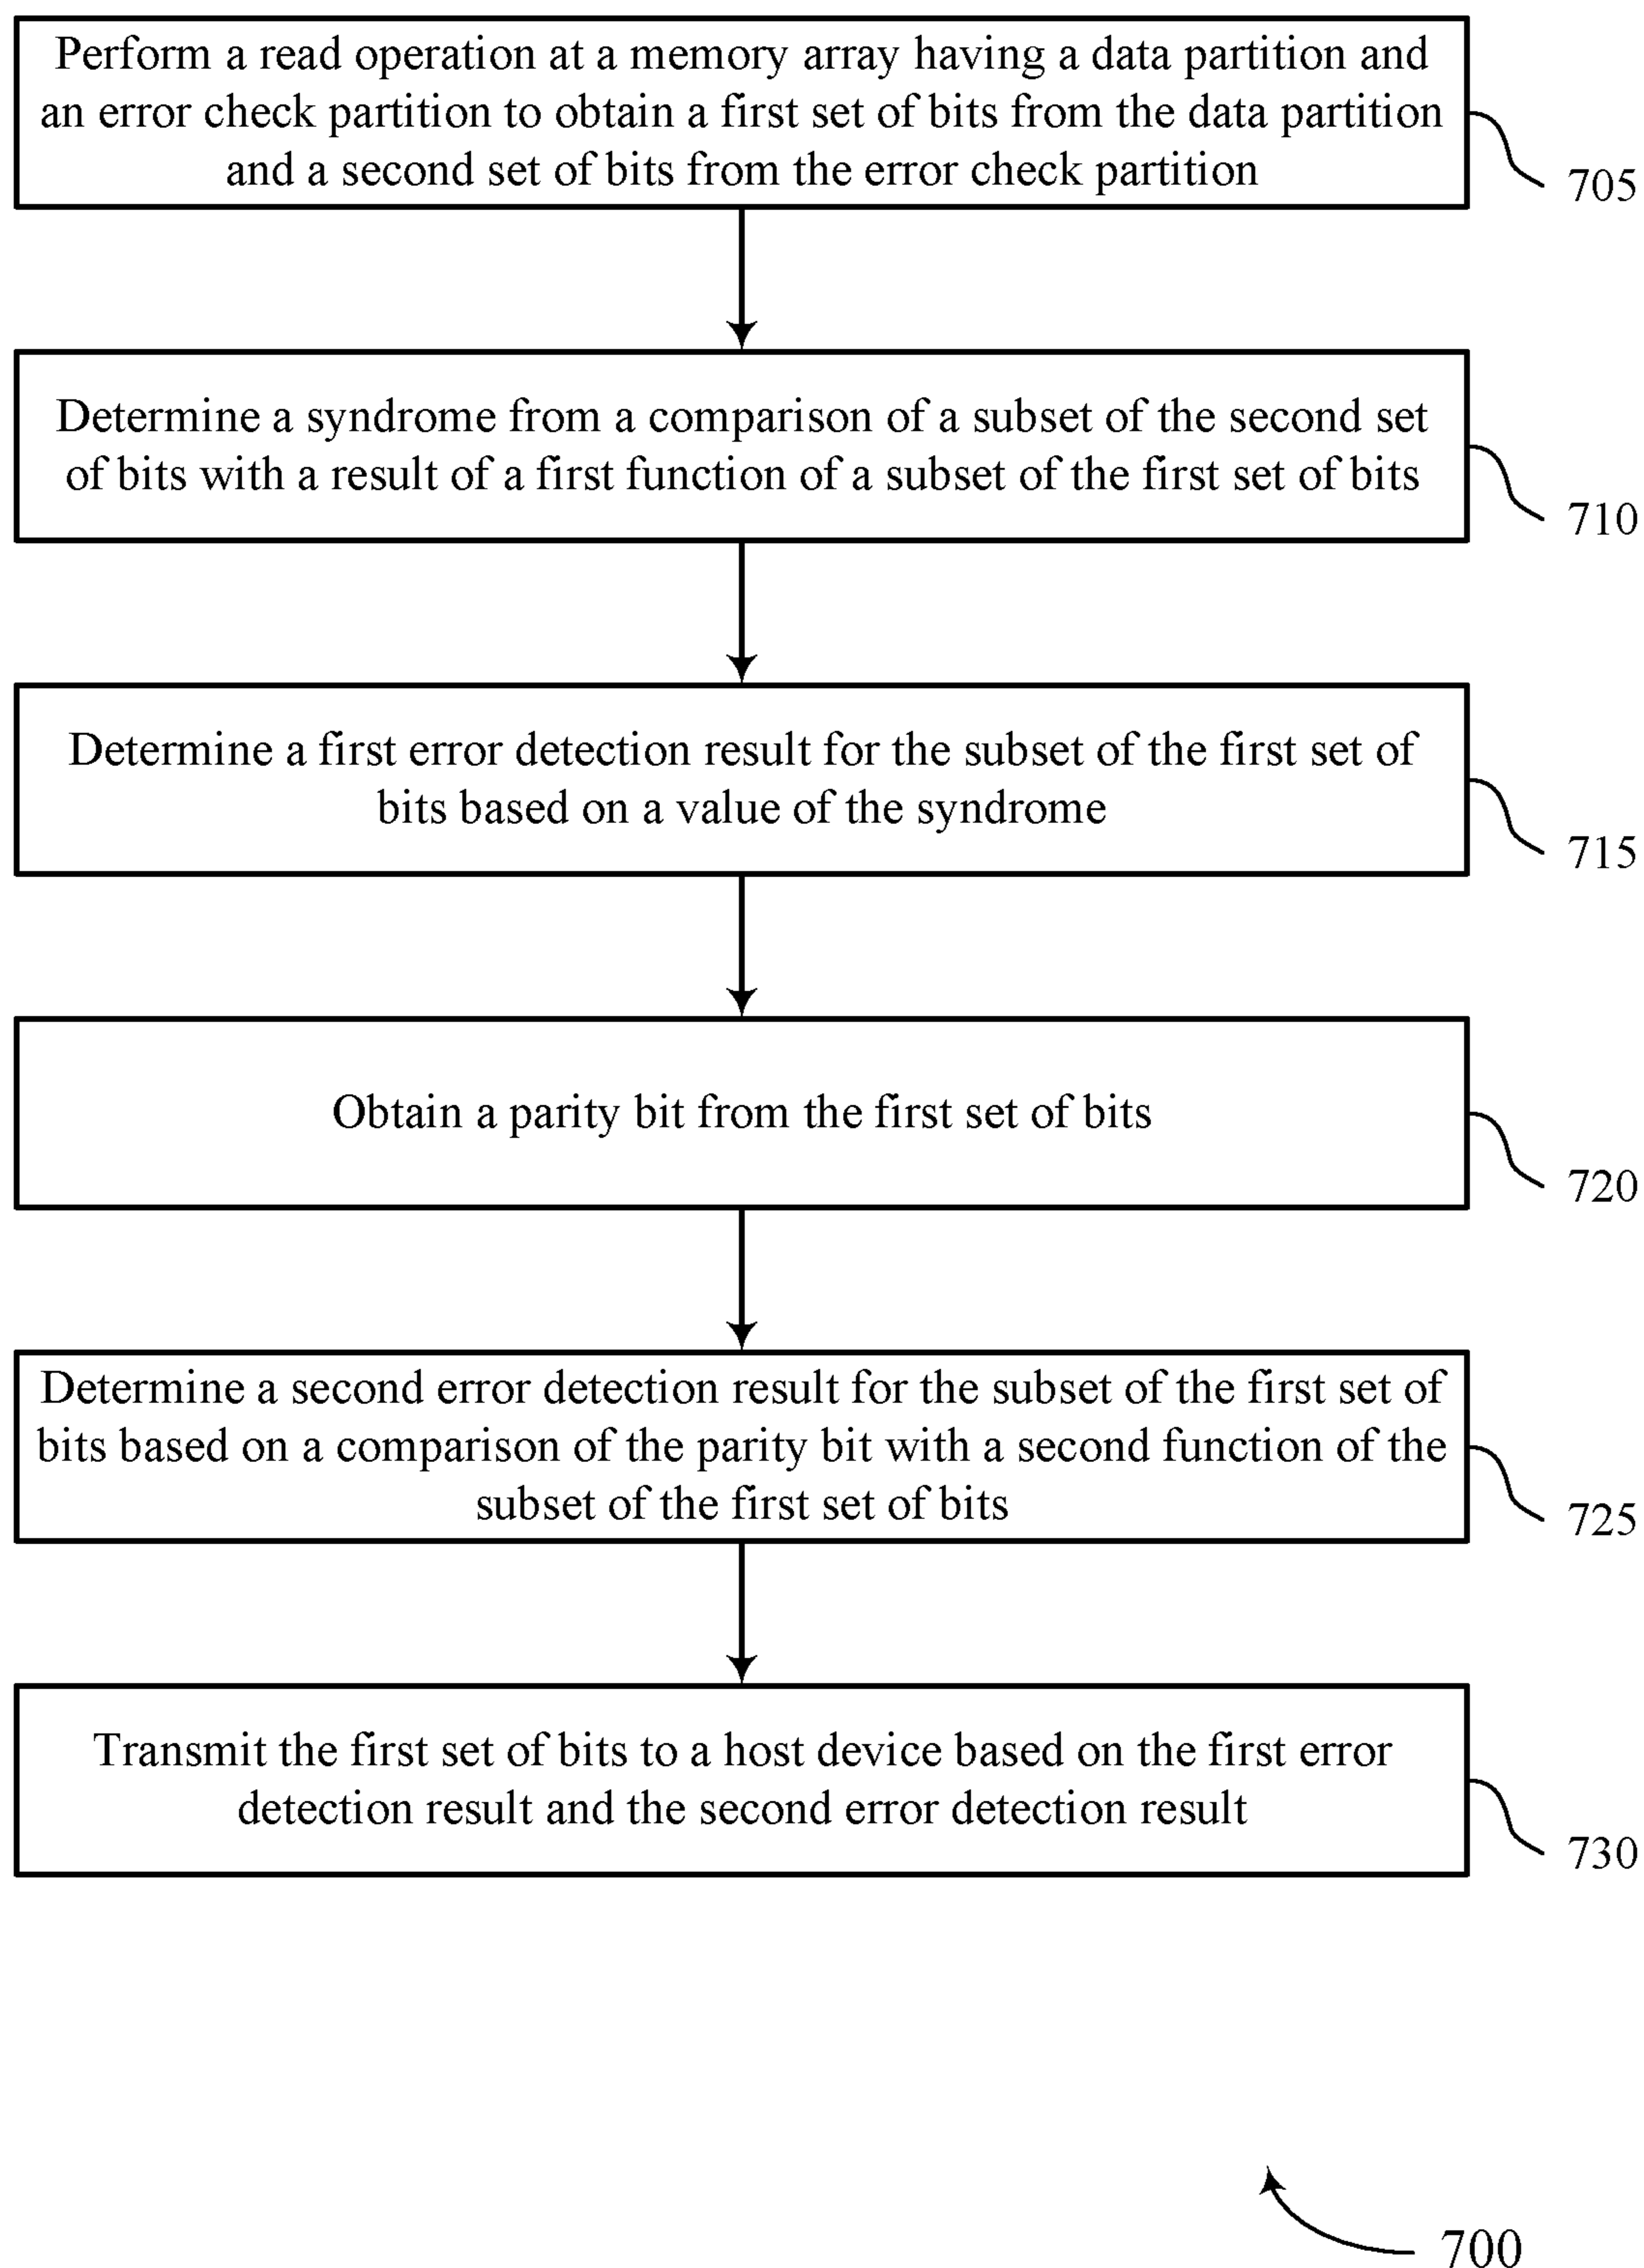 Perform a read operation at a memory array having a data partition and
an error check partition to obtain a first set of bits from the data partition
and a second set of bits from the error check partition
705
Determine a syndrome from a comparison of a subset of the second set
of bits with a result of a first function of a subset of the first set of bits
710
Determine a first error detection result for the subset of the first set of
bits based on a value of the syndrome
715
Obtain a parity bit from the first set of bits
720
Determine a second error detection result for the subset of the first set of
bits based on a comparison of the parity bit with a second function of the
subset of the first set of bits
725
Transmit the first set of bits to a host device based on the first error
detection result and the second error detection result
730
700